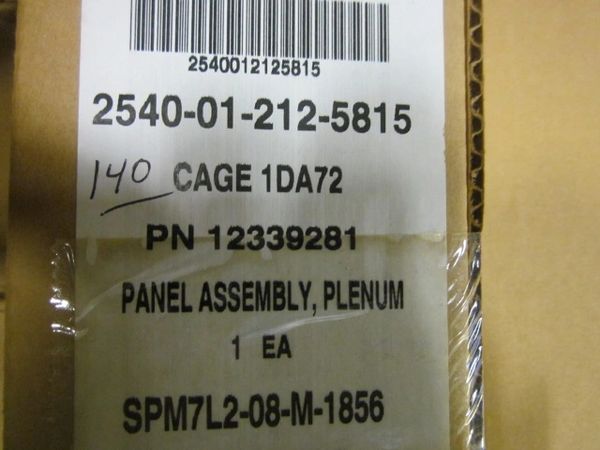 2540012125815
2540-01-212-5815
140 CAGE 1DA72
PN 12339281
PANEL ASSEMBLY, PLENUM
1 EA
SPM7L2-08-M-1856